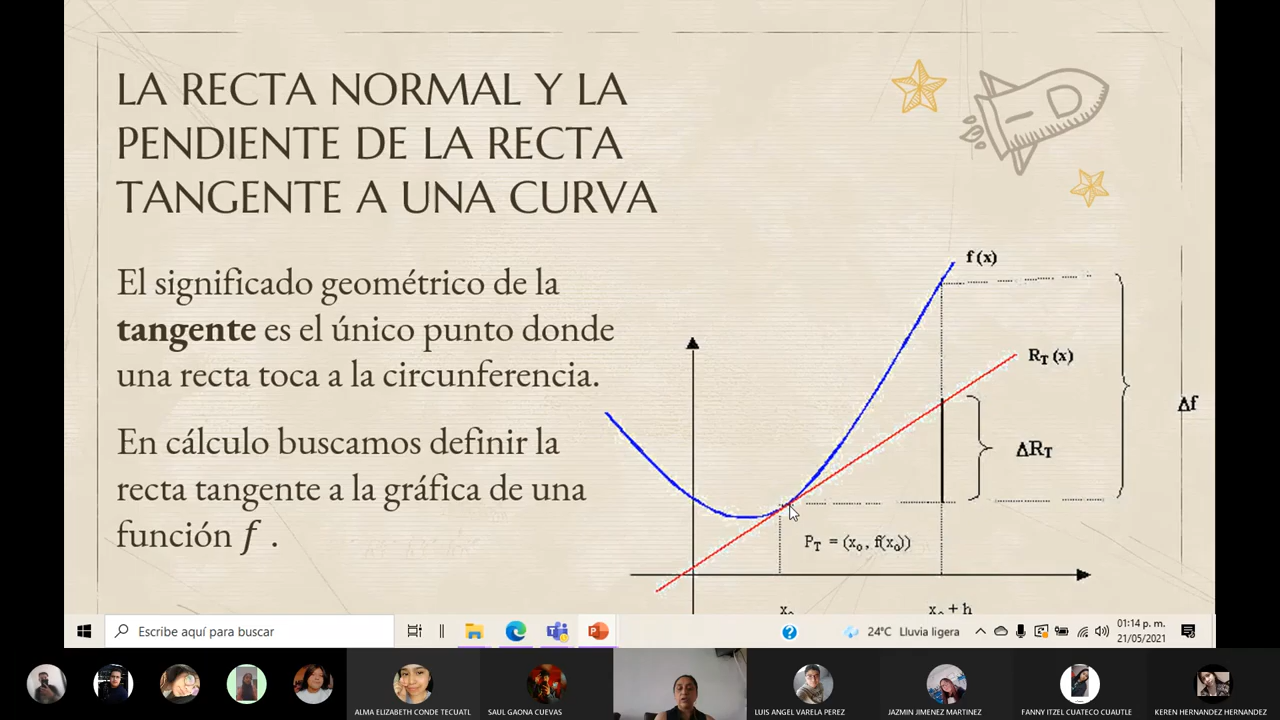 LA RECTA NORMAL Y LA
PENDIENTE DE LA RECTA
TANGENTE A UNA CURVA
El significado geométrico de la
tangente es el único punto donde
una recta toca a la circunferencia.
En cálculo buscamos definir la
recta tangente a la gráfica de una
función f .
f (x)
R_T (x)
Δf
ΔR_T
P_T = (x_0, f(x_0))
x_0
x_0 + h
Escribe aquí para buscar
24°C Lluvia ligera
01:14 p. m.
21/05/2021
ALMA ELIZABETH CONDE TECUATL
SAUL GAONA CUEVAS
LUIS ANGEL VARELA PEREZ
JAZMIN JIMENEZ MARTINEZ
FANNY ITZEL CUATECO CUAUTLE
KEREN HERNANDEZ HERNANDEZ